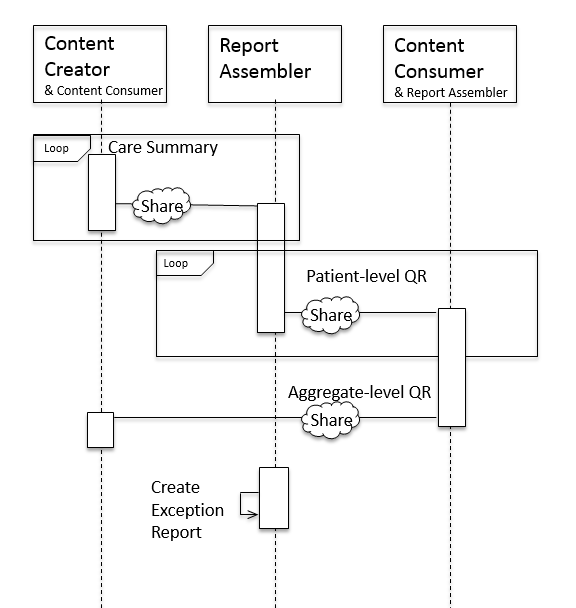 Content
Creator
& Content Consumer
Report
Assembler
Content
Consumer
& Report Assembler
Loop
Care Summary
Share
Loop
Patient-level QR
Share
Aggregate-level QR
Share
Create
Exception
Report